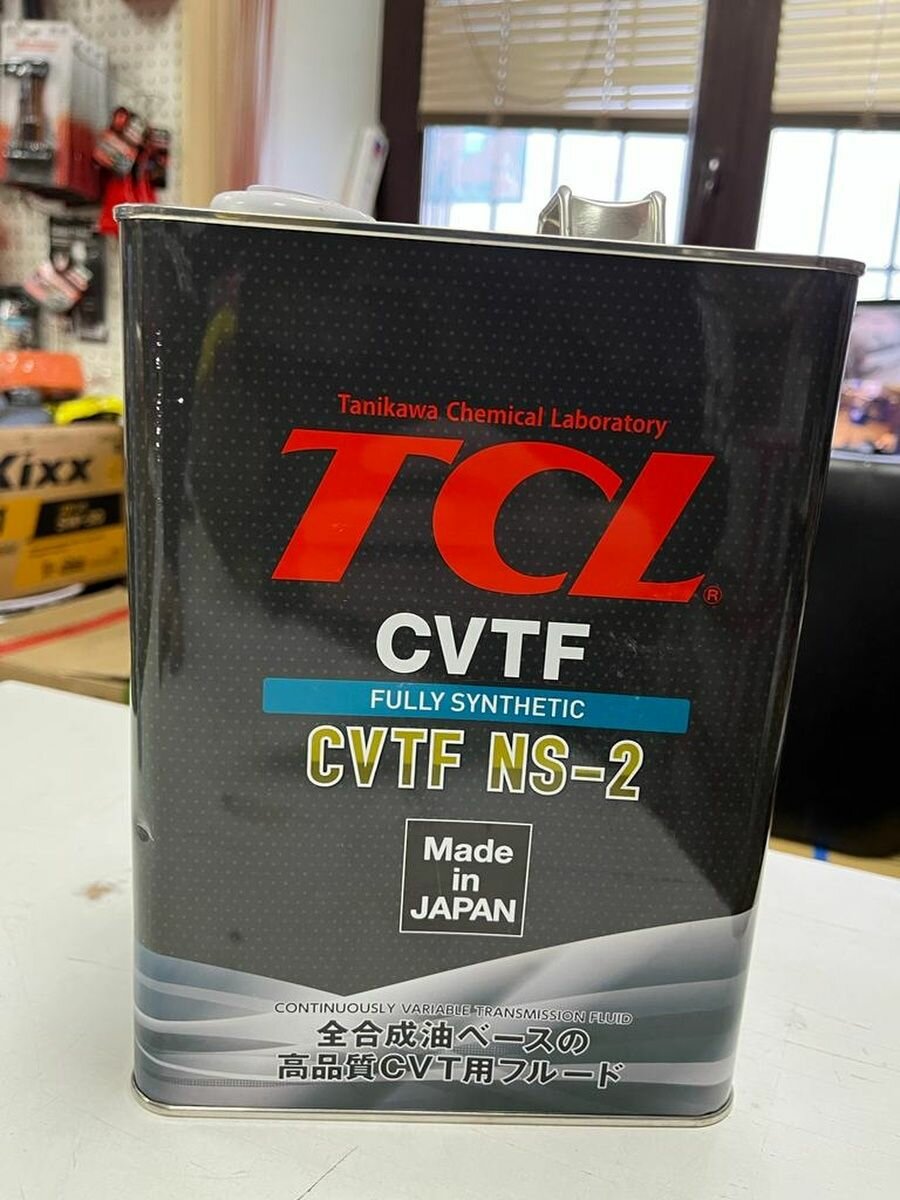 Tanikawa Chemical Laboratory
TCL®
CVTF
FULLY SYNTHETIC
CVTF NS-2
Made
in
JAPAN
CONTINUOUSLY VARIABLE TRANSMISSION FLUID
全合成油ベースの
高品質CVT用フルード
Kixx